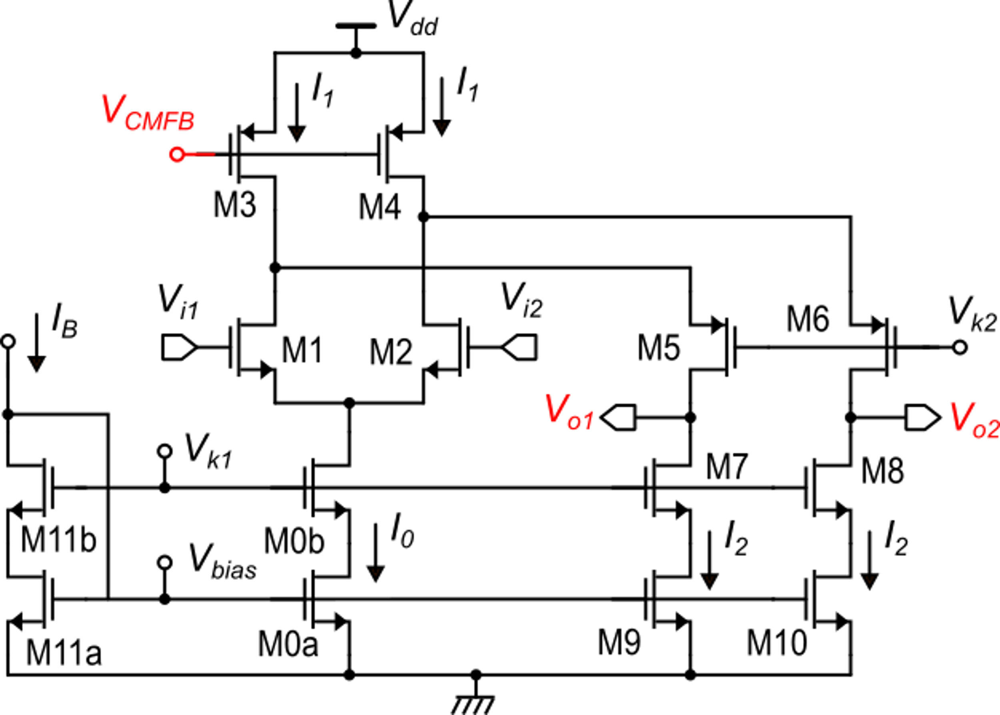 Vdd
I1
I1
VCMFB
M3
M4
Vi1
Vi2
IB
M1
M2
M5
M6
Vk2
Vo1
Vo2
Vk1
M7
M8
M11b
M0b
I0
I2
I2
Vbias
M11a
M0a
M9
M10